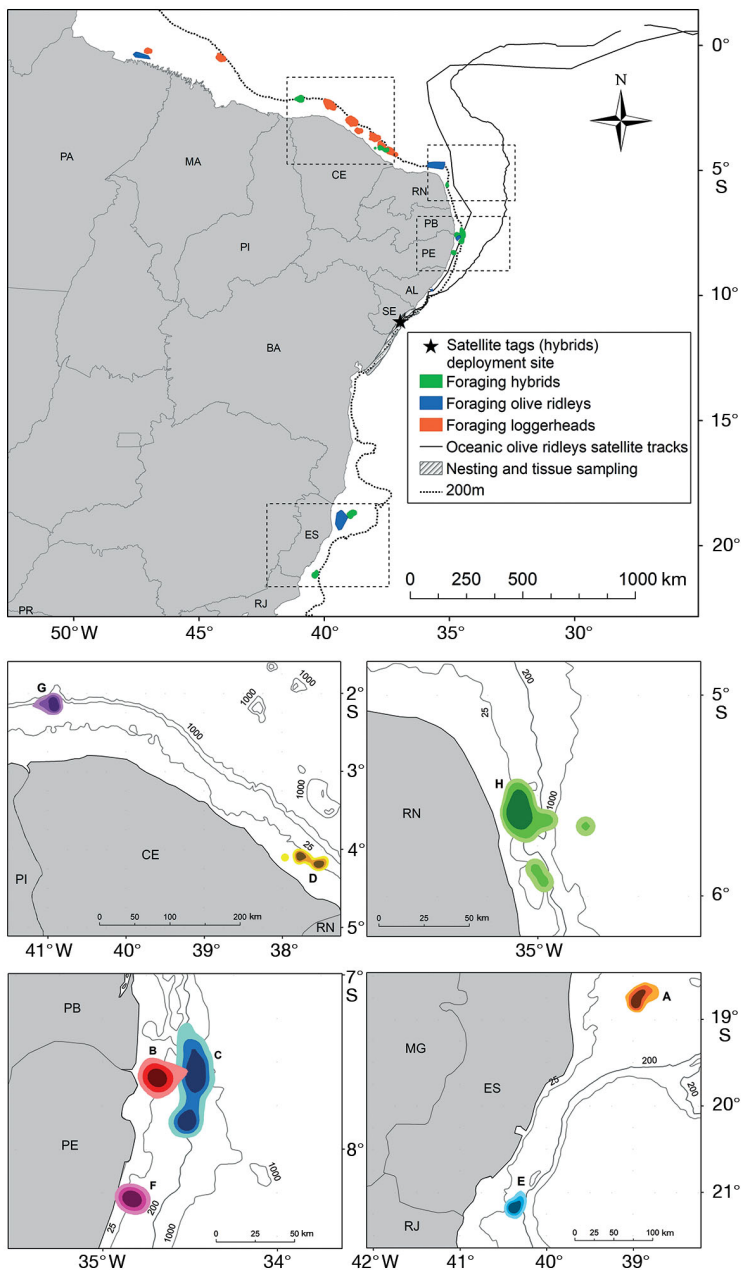 0°
N
PA
MA
CE
5°
S
RN
PB
PI
PE
AL
10°
SE
BA
Satellite tags (hybrids)
deployment site
Foraging hybrids
Foraging olive ridleys
Foraging loggerheads
Oceanic olive ridleys satellite tracks
Nesting and tissue sampling
200m
15°
ES
20°
0 250 500 750 1000 km
RJ
PR
50°W 45° 40° 35° 30°
G
1000
1000
2°
S
1000
1000
3°
25
4°
CE
D
PI
0 50 100 200 km
RN
5°
41°W 40° 39° 38°
5°
S
200
25
H
1000
RN
6°
0 25 50 km
35°W
7°
S
PB
B
C
PE
8°
F
1000
25
200
1000
0 25 50 km
35°W 34°
A
19°
S
MG
ES
25
200
200
20°
E
21°
RJ
0 25 50 100 km
42°W 41° 40° 39°